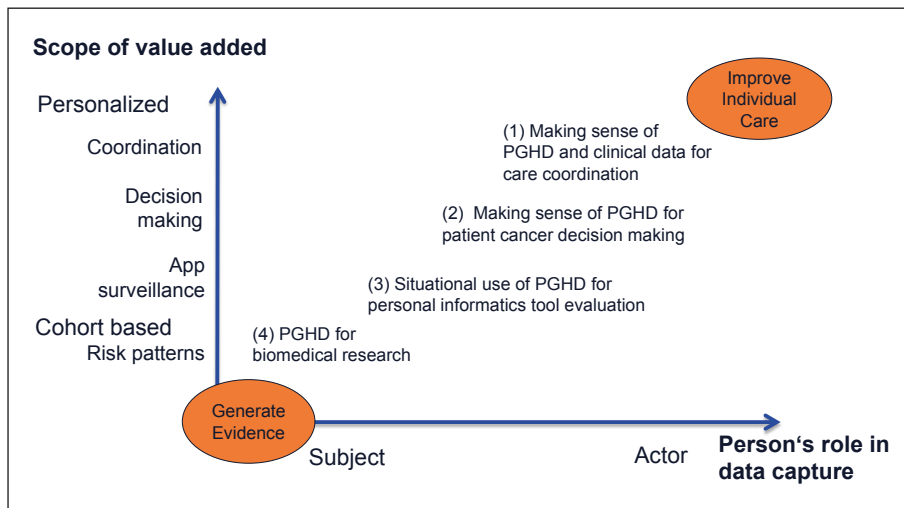 Scope of value added
Improve
Individual
Care
Personalized
(1) Making sense of
PGHD and clinical data for
care coordination
Coordination
Decision
making
(2)  Making sense of PGHD for
patient cancer decision making
App
surveillance
(3) Situational use of PGHD for
personal informatics tool evaluation
Cohort based
Risk patterns
(4) PGHD for
biomedical research
Generate
Evidence
Subject
Actor
Person‘s role in
data capture